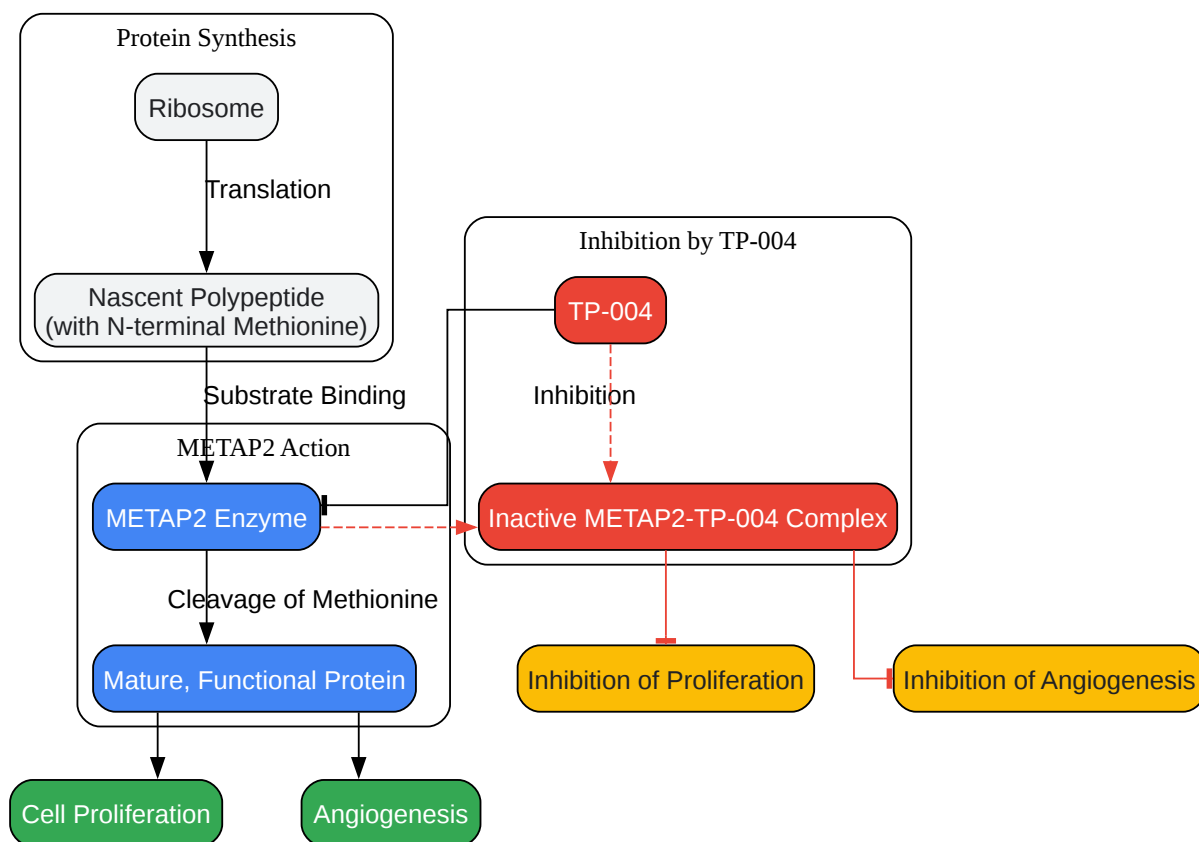 Protein Synthesis
Ribosome
Translation
Nascent Polypeptide
(with N-terminal Methionine)
Substrate Binding
Inhibition by TP-004
TP-004
Inhibition
METAP2 Action
METAP2 Enzyme
Inactive METAP2-TP-004 Complex
Cleavage of Methionine
Mature, Functional Protein
Inhibition of Proliferation
Inhibition of Angiogenesis
Cell Proliferation
Angiogenesis